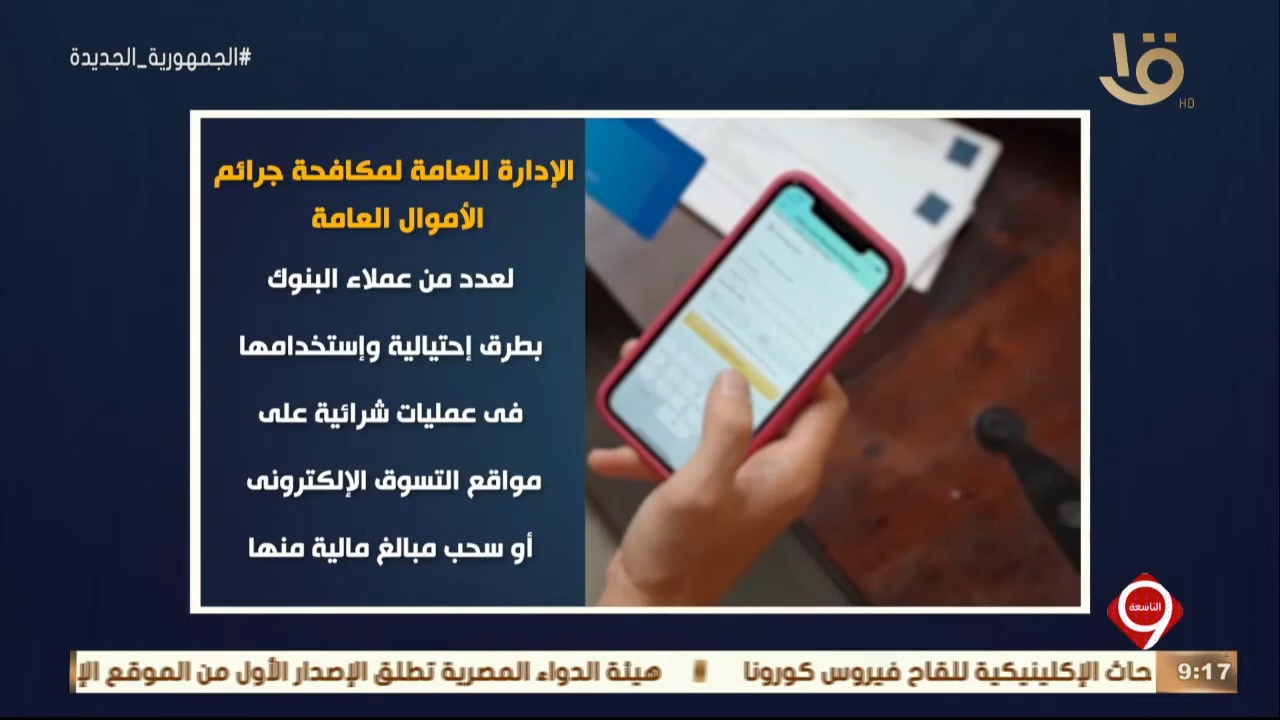 #الجمهورية_الجديدة
HD
الإدارة العامة لمكافحة جرائم
الأموال العامة
لعدد من عملاء البنوك
بطرق إحتيالية وإستخدامها
فى عمليات شرائية على
مواقع التسوق الإلكترونى
أو سحب مبالغ مالية منها
التاسعة
9
9:17
حاث الإكلينيكية للقاح فيروس كورونا
هيئة الدواء المصرية تطلق الإصدار الأول من الموقع الإ